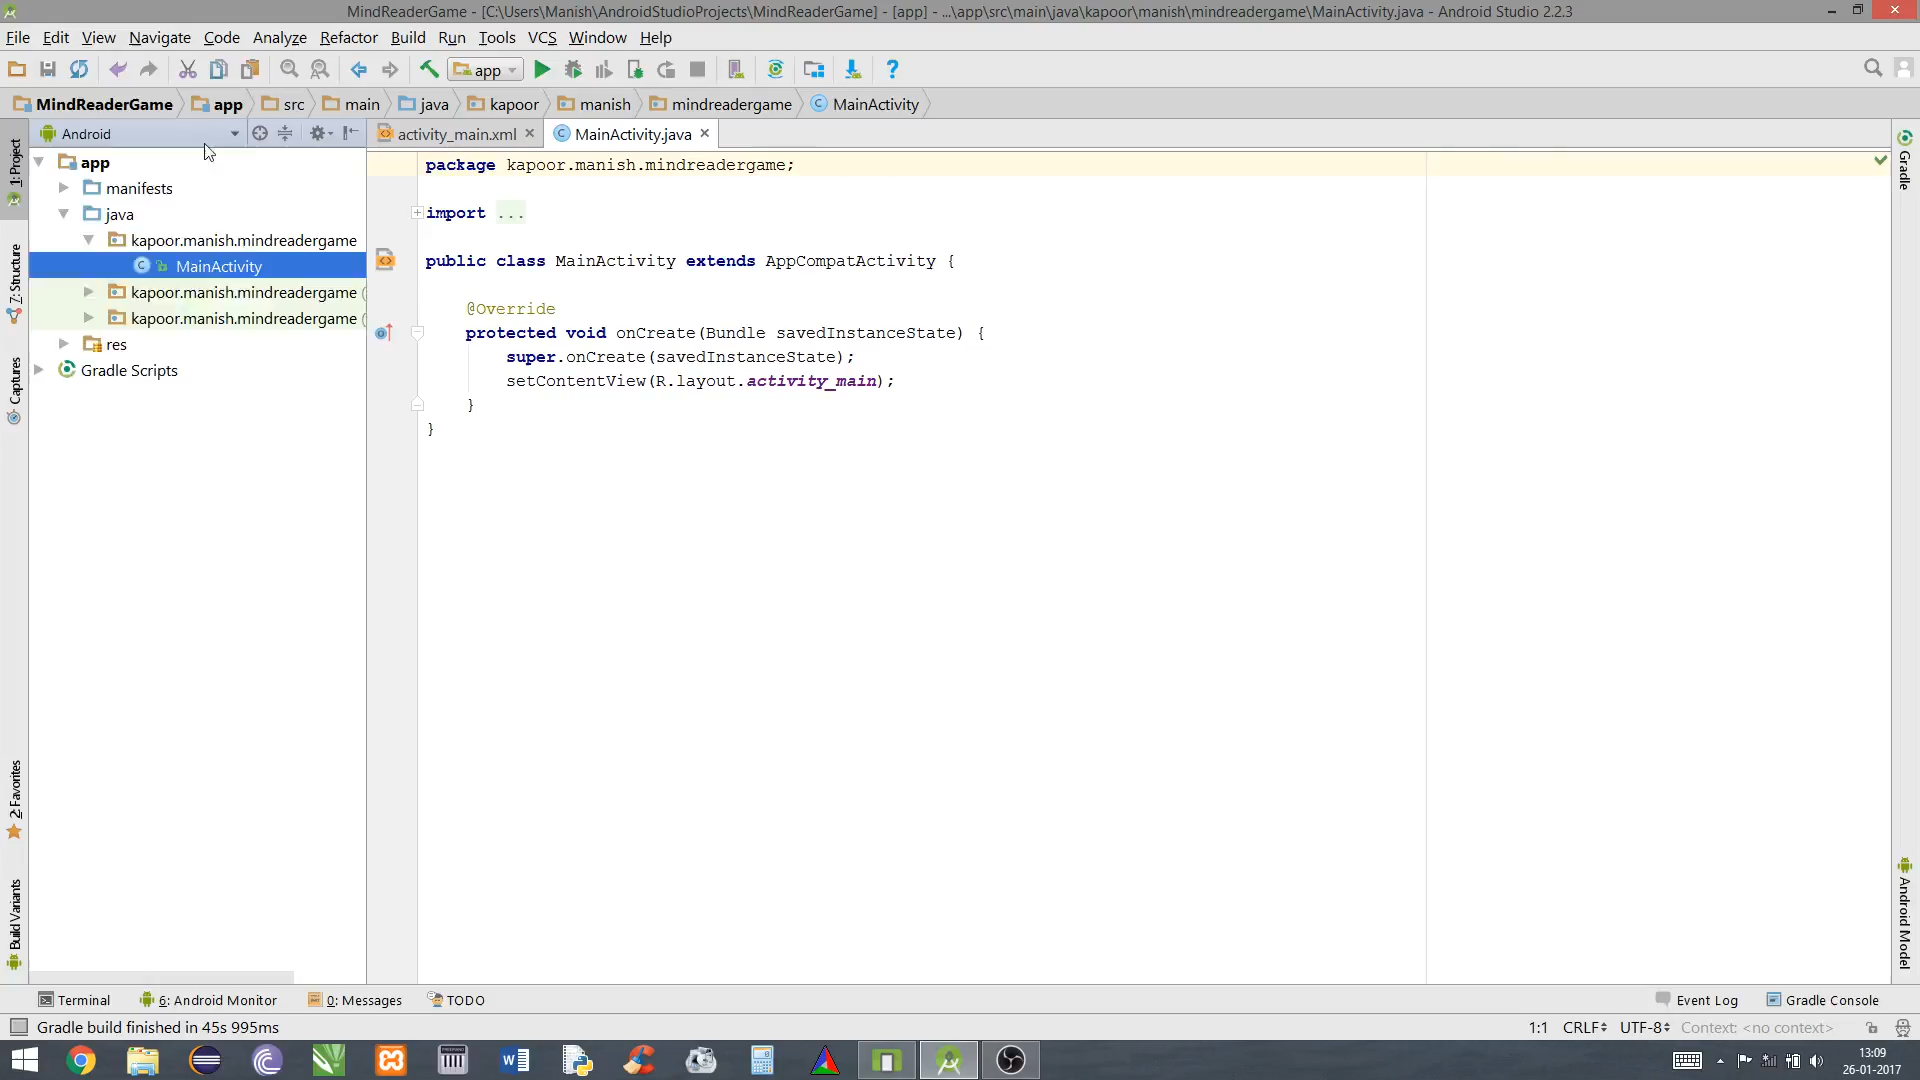 MindReaderGame - [C:\Users\Manish\AndroidStudioProjects\MindReaderGame] - [app] - ...\app\src\main\java\kapoor\manish\mindreadergame\MainActivity.java - Android Studio 2.2.3
File Edit View Navigate Code Analyze Refactor Build Run Tools VCS Window Help
app
MindReaderGame app src main java kapoor manish mindreadergame MainActivity
Android
activity_main.xml MainActivity.java
1: Project
7: Structure
Captures
2: Favorites
Build Variants
app
manifests
java
kapoor.manish.mindreadergame
MainActivity
kapoor.manish.mindreadergame (
kapoor.manish.mindreadergame (
res
Gradle Scripts
package kapoor.manish.mindreadergame;
import ...
public class MainActivity extends AppCompatActivity {
@Override
protected void onCreate(Bundle savedInstanceState) {
super.onCreate(savedInstanceState);
setContentView(R.layout.activity_main);
}
}
Gradle
Android Model
Terminal 6: Android Monitor 0: Messages TODO Event Log Gradle Console
Gradle build finished in 45s 995ms 1:1 CRLF UTF-8 Context: <no context>
13:09
26-01-2017